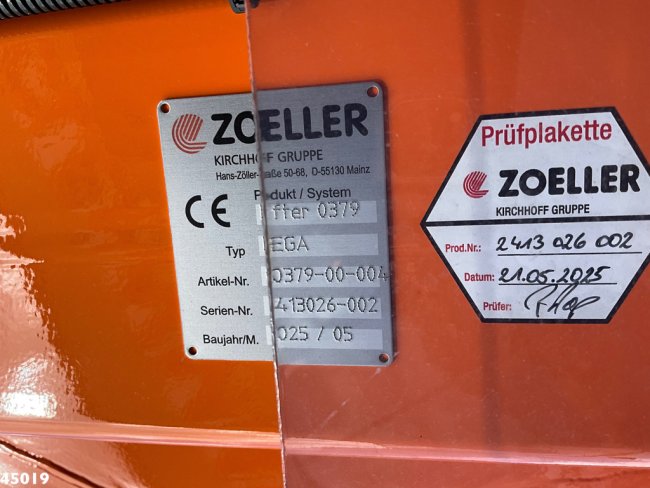 ZOELLER
KIRCHHOFF GRUPPE
Hans-Zöller-Straße 50-68, D-55130 Mainz
Produkt / System
CE
fter 0379
Typ EGA
Artikel-Nr. 0379-00-004
Serien-Nr. 413026-002
Baujahr/M. 025 / 05
Prüfplakette
ZOELLER
KIRCHHOFF GRUPPE
Prod.Nr.: 2413 026 002
Datum: 21.05.2025
Prüfer:
45019